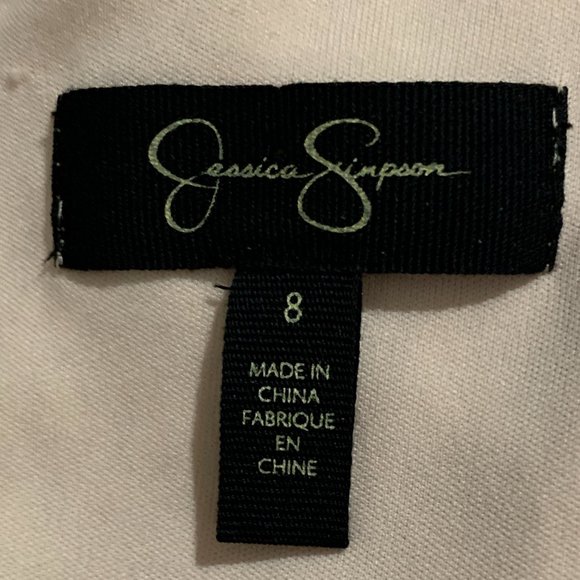 Jessica Simpson
8
MADE IN
CHINA
FABRIQUE
EN
CHINE